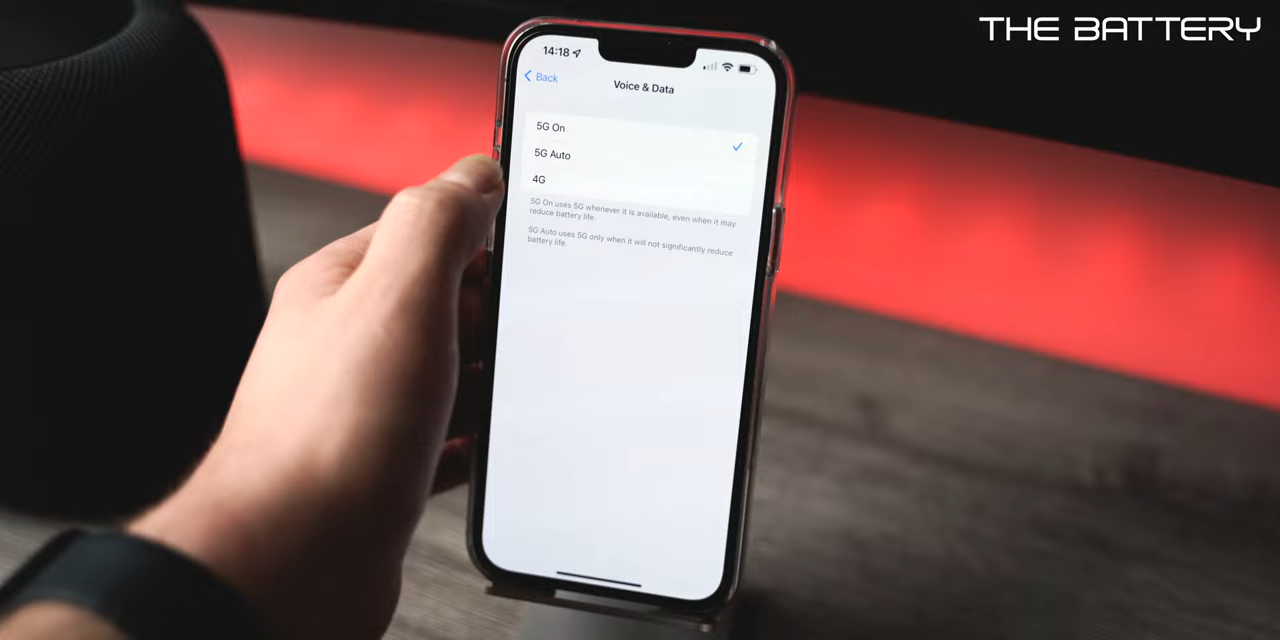 THE BATTERY
14:18
Back
Voice & Data
5G On
5G Auto
4G
5G On uses 5G whenever it is available, even when it may
reduce battery life.
5G Auto uses 5G only when it will not significantly reduce
battery life.